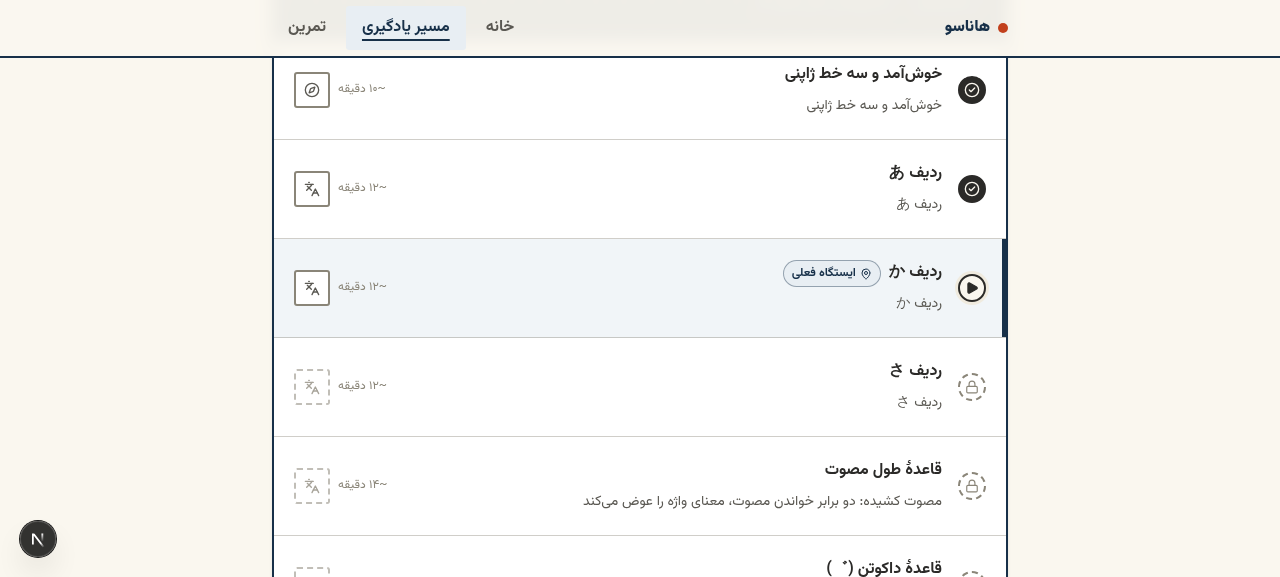 هاناسو
خانه
مسیر یادگیری
تمرین
خوش‌آمد و سه خط ژاپنی
خوش‌آمد و سه خط ژاپنی
~۱۰ دقیقه
ردیف あ
ردیف あ
~۱۲ دقیقه
ردیف か
ایستگاه فعلی
ردیف か
~۱۲ دقیقه
ردیف さ
ردیف さ
~۱۲ دقیقه
قاعدهٔ طول مصوت
مصوت کشیده: دو برابر خواندن مصوت، معنای واژه را عوض می‌کند
~۱۴ دقیقه
قاعدهٔ داکوتن (゛)